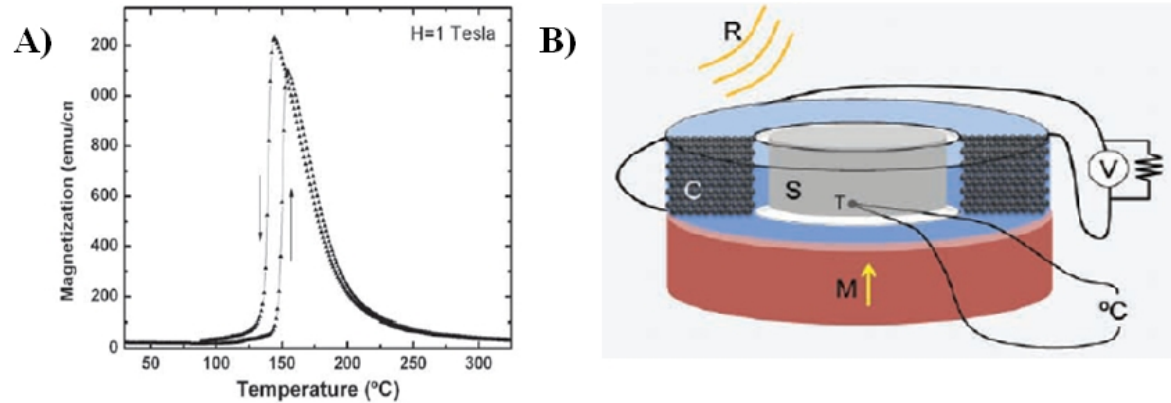 A)
H=1 Tesla
Magnetization (emu/cn
200
000
800
600
400
200
0
50 100 150 200 250 300
Temperature (ºC)
B)
R
C
S
T
M
V
ºC